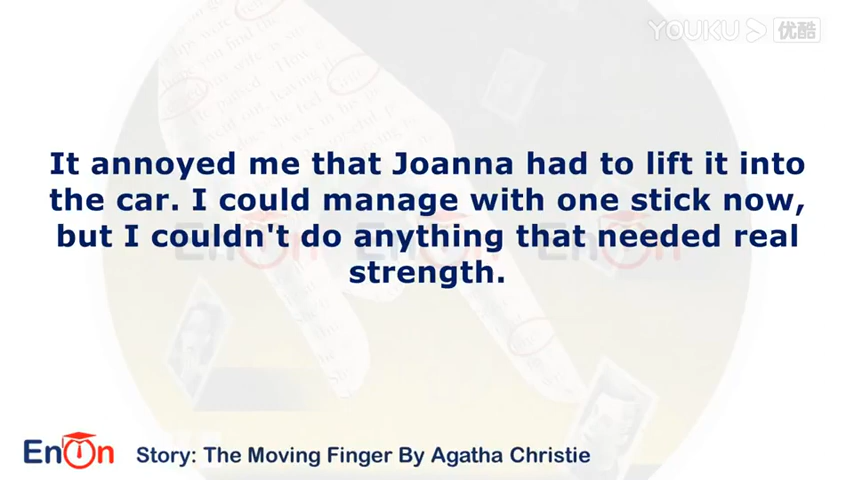 YOUKU 优酷
It annoyed me that Joanna had to lift it into
the car. I could manage with one stick now,
but I couldn't do anything that needed real
strength.
EnOn
Story: The Moving Finger By Agatha Christie